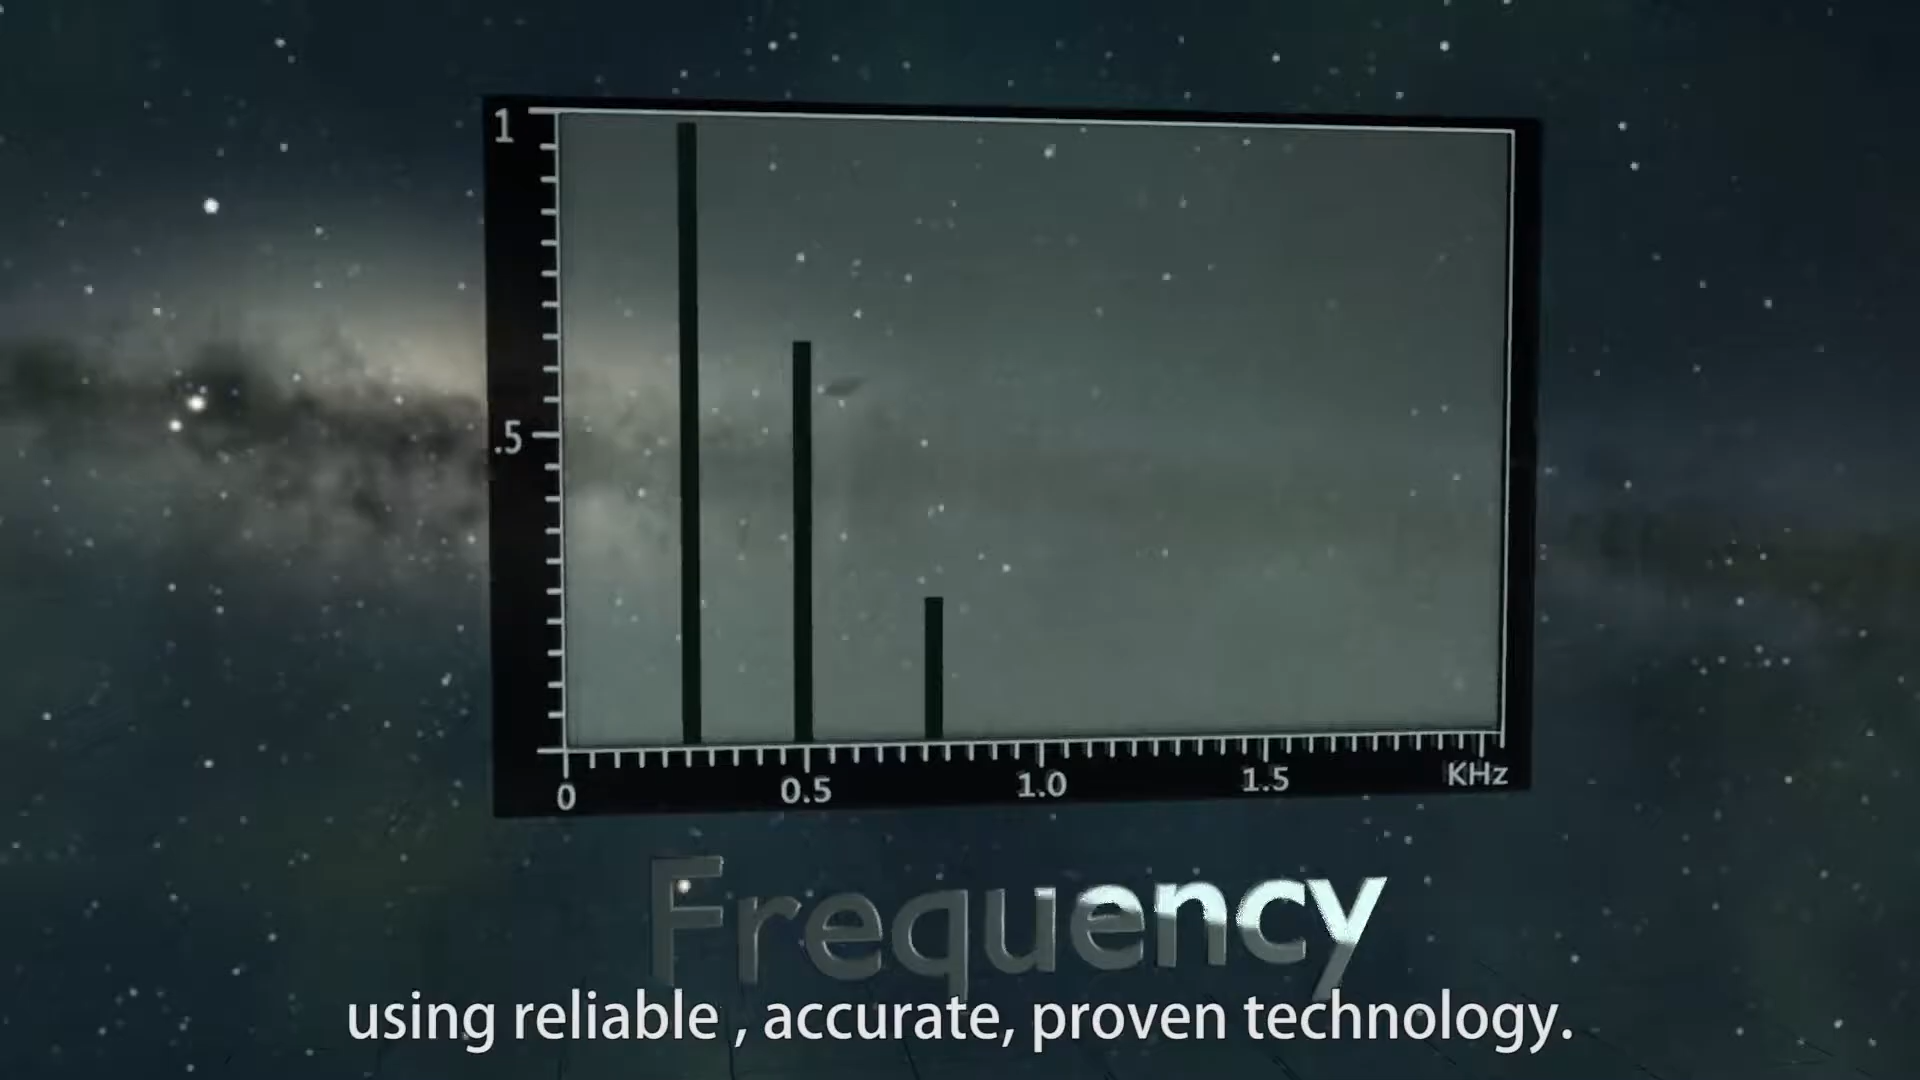 1
.5
0 0.5 1.0 1.5 KHz
Frequency
using reliable , accurate, proven technology.